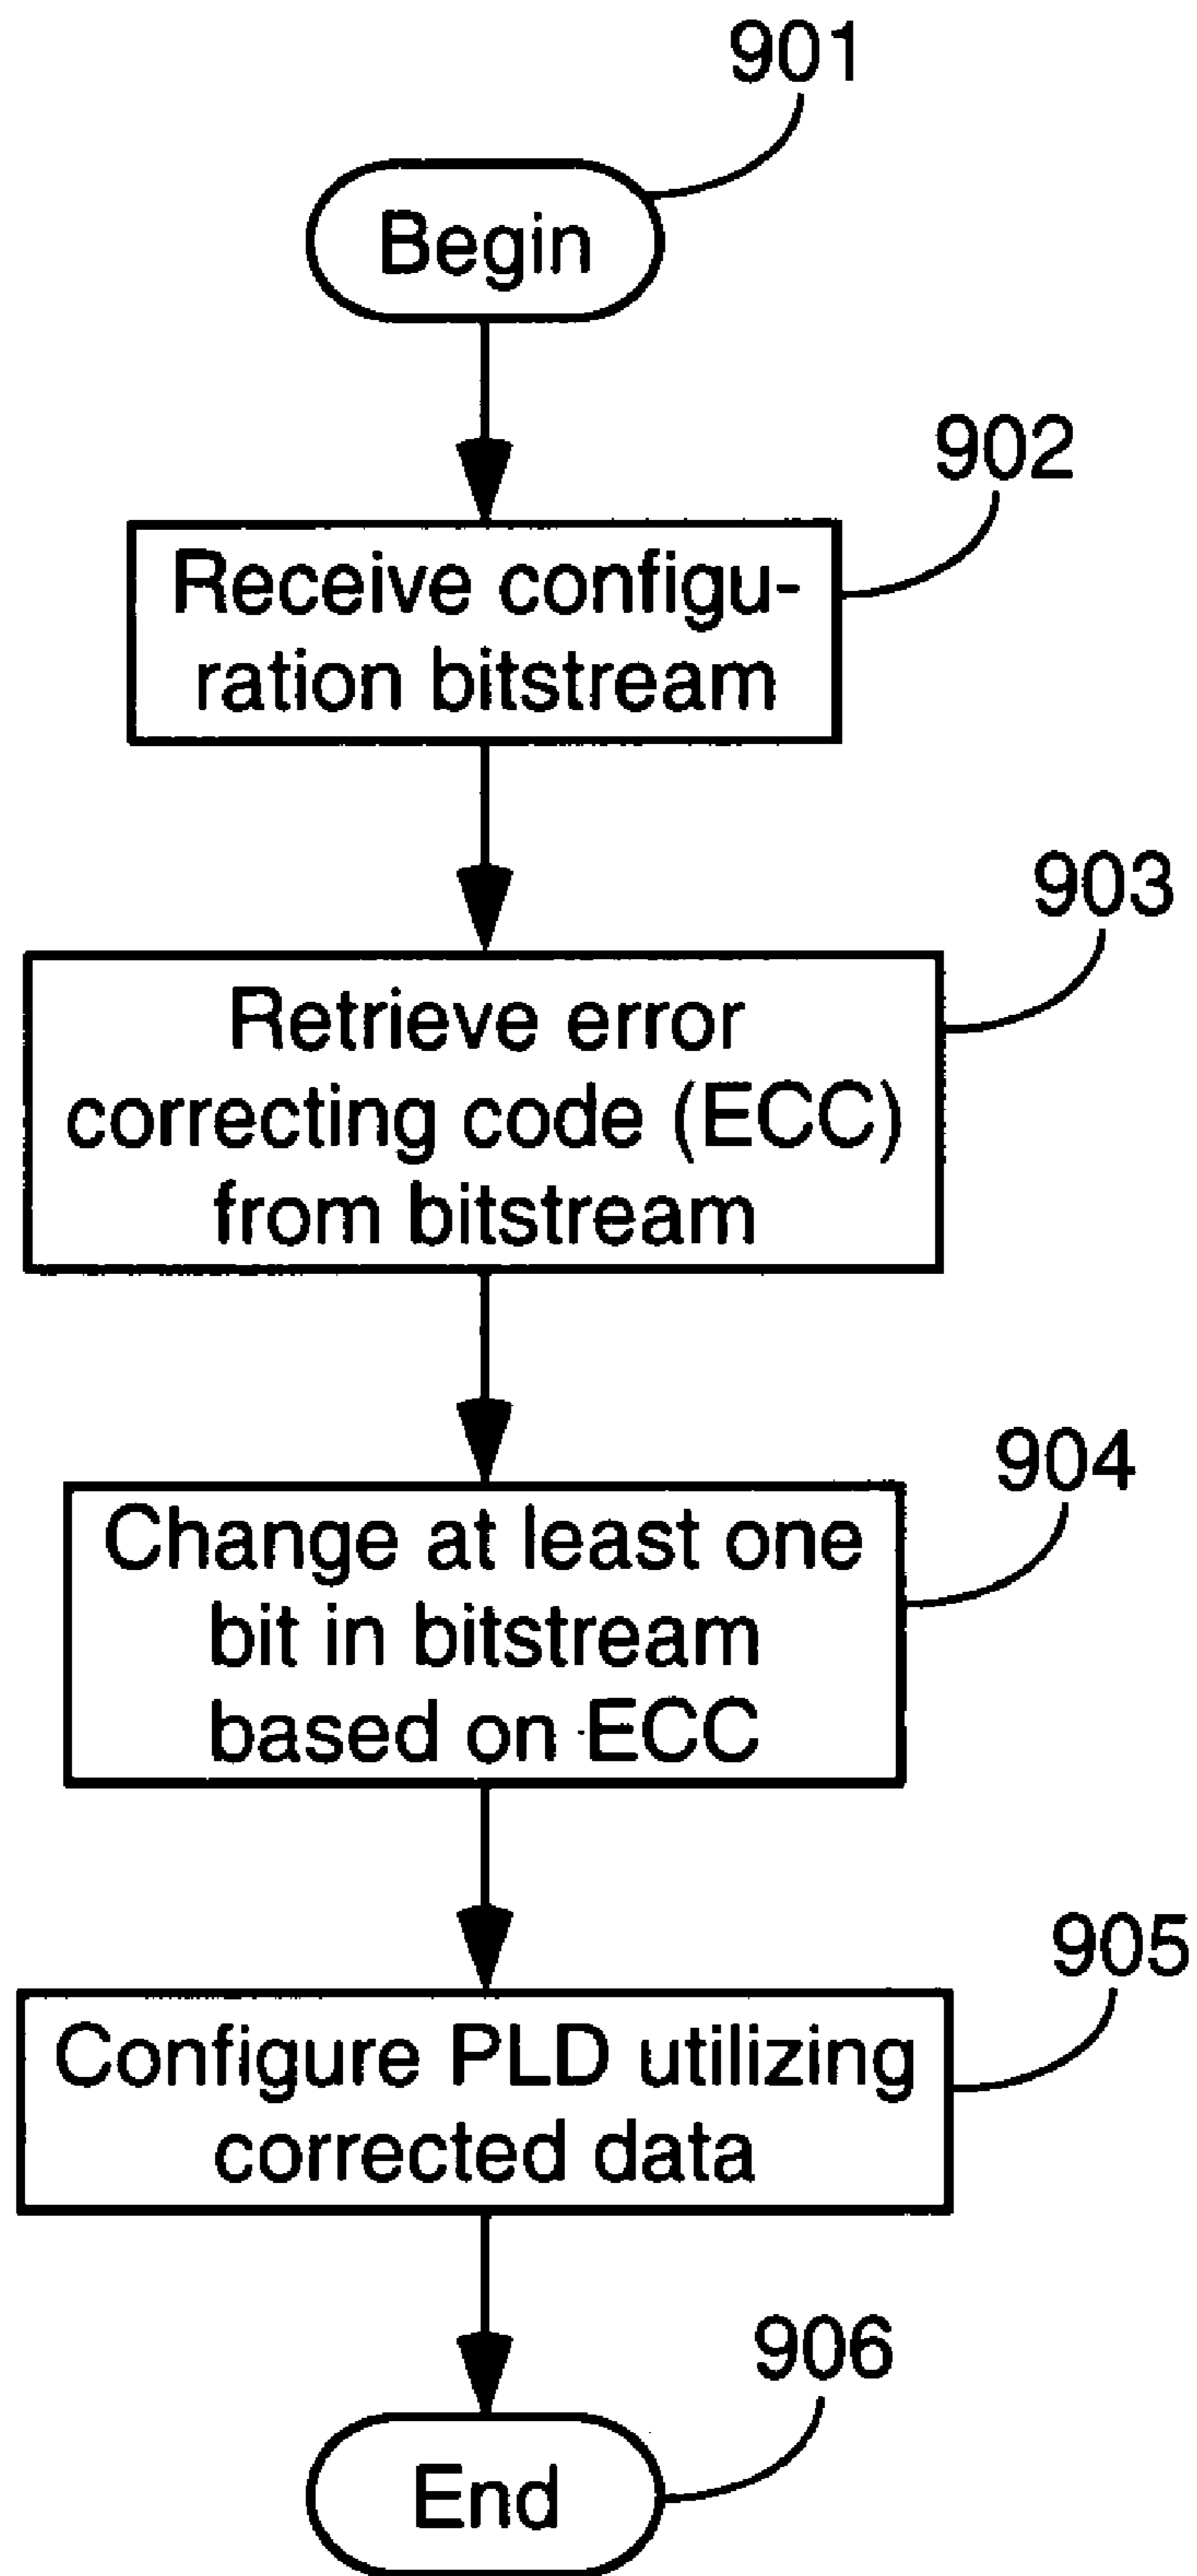 901
Begin
902
Receive configu-
ration bitstream
903
Retrieve error
correcting code (ECC)
from bitstream
904
Change at least one
bit in bitstream
based on ECC
905
Configure PLD utilizing
corrected data
906
End